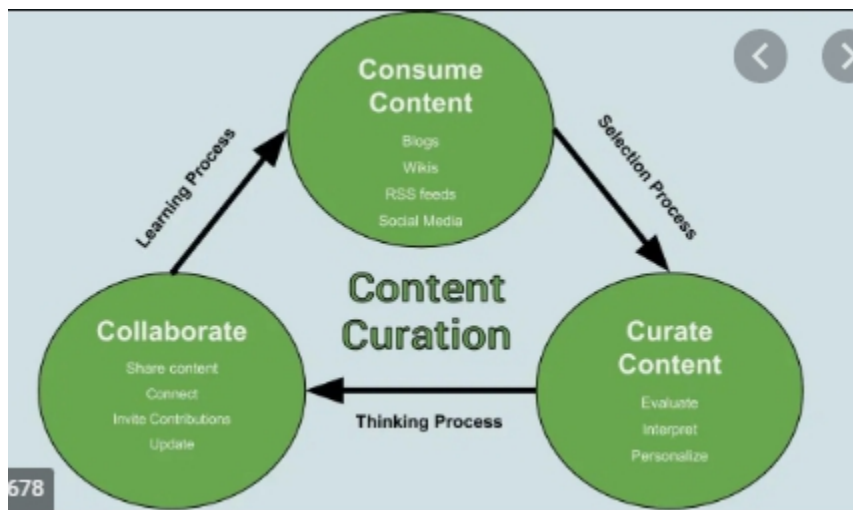 Consume
Content
Blogs
Wikis
RSS feeds
Social Media
Learning Process
Selection Process
Content
Curation
Collaborate
Share content
Connect
Invite Contributions
Update
Curate
Content
Evaluate
Interpret
Personalize
Thinking Process
678